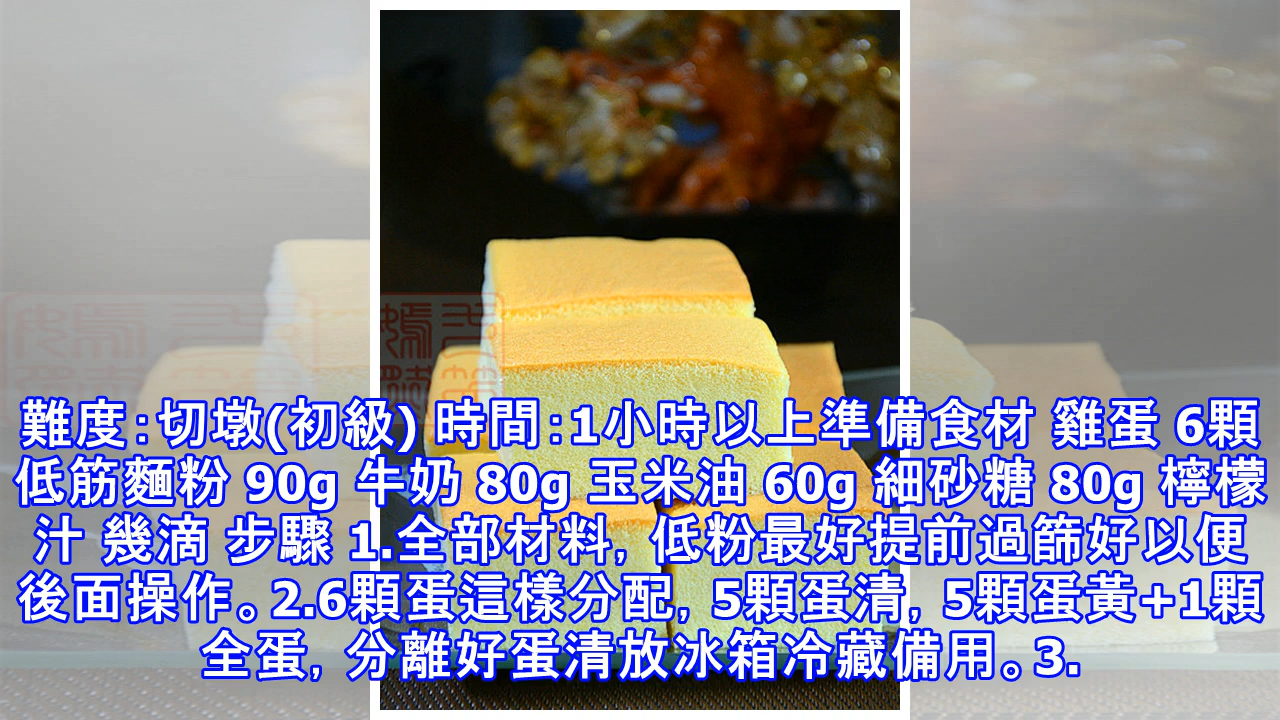 難度:切墩(初級) 時間:1小時以上準備食材 雞蛋 6顆
低筋麵粉 90g 牛奶 80g 玉米油 60g 細砂糖 80g 檸檬
汁 幾滴 步驟 1.全部材料, 低粉最好提前過篩好以便
後面操作。2.6顆蛋這樣分配, 5顆蛋清, 5顆蛋黃+1顆
全蛋, 分離好蛋清放冰箱冷藏備用。3.